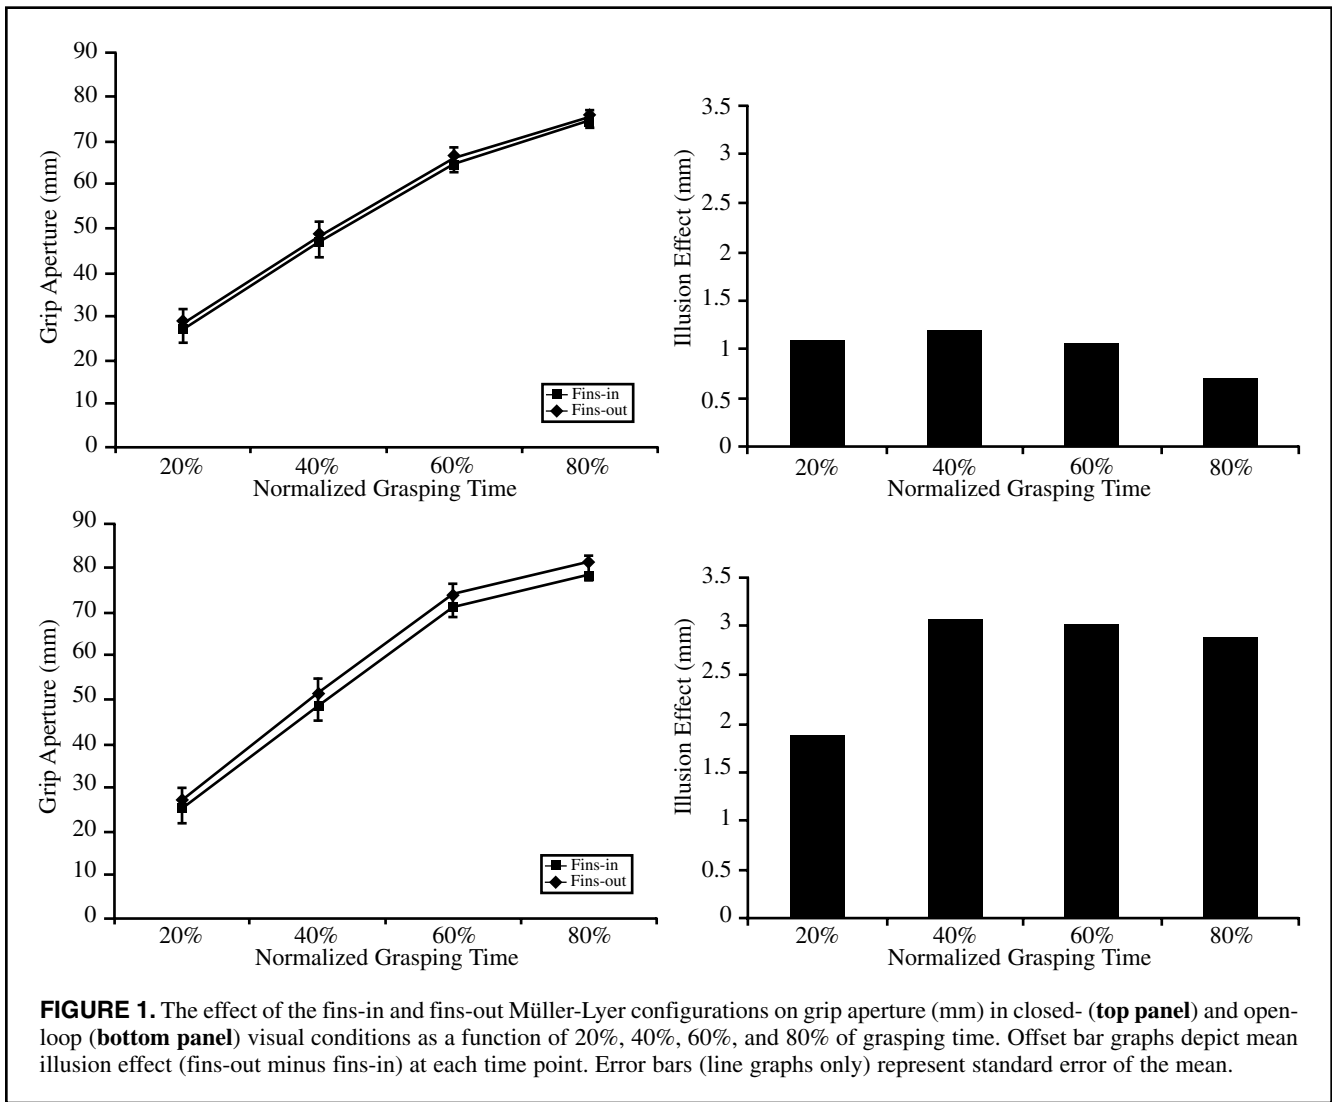 90
80
70
60
50
40
30
20
10
0
Grip Aperture (mm)
Fins-in
Fins-out
20% 40% 60% 80%
Normalized Grasping Time
3.5
3
2.5
2
1.5
1
0.5
0
Illusion Effect (mm)
20% 40% 60% 80%
Normalized Grasping Time
90
80
70
60
50
40
30
20
10
0
Grip Aperture (mm)
Fins-in
Fins-out
20% 40% 60% 80%
Normalized Grasping Time
3.5
3
2.5
2
1.5
1
0.5
0
Illusion Effect (mm)
20% 40% 60% 80%
Normalized Grasping Time
FIGURE 1. The effect of the fins-in and fins-out Müller-Lyer configurations on grip aperture (mm) in closed- (top panel) and open-
loop (bottom panel) visual conditions as a function of 20%, 40%, 60%, and 80% of grasping time. Offset bar graphs depict mean
illusion effect (fins-out minus fins-in) at each time point. Error bars (line graphs only) represent standard error of the mean.